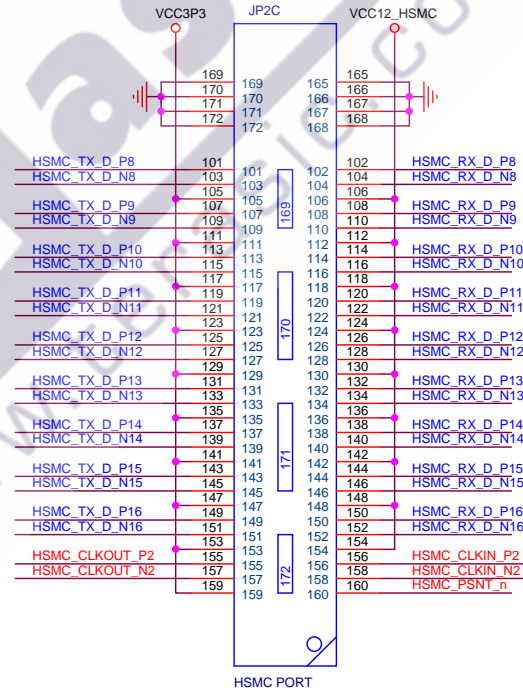 VCC3P3 JP2C VCC12_HSMC
169 169 165 165
170 170 166 166
171 171 167 167
172 172 168 168
HSMC_TX_D_P8 101 101 102 102 HSMC_RX_D_P8
HSMC_TX_D_N8 103 103 104 104 HSMC_RX_D_N8
105 105 106 106
HSMC_TX_D_P9 107 107 108 108 HSMC_RX_D_P9
HSMC_TX_D_N9 109 109 169 110 110 HSMC_RX_D_N9
111 111 112 112
HSMC_TX_D_P10 113 113 114 114 HSMC_RX_D_P10
HSMC_TX_D_N10 115 115 116 116 HSMC_RX_D_N10
117 117 118 118
HSMC_TX_D_P11 119 119 120 120 HSMC_RX_D_P11
HSMC_TX_D_N11 121 121 122 122 HSMC_RX_D_N11
123 123 170 124 124
HSMC_TX_D_P12 125 125 126 126 HSMC_RX_D_P12
HSMC_TX_D_N12 127 127 128 128 HSMC_RX_D_N12
129 129 130 130
HSMC_TX_D_P13 131 131 132 132 HSMC_RX_D_P13
HSMC_TX_D_N13 133 133 134 134 HSMC_RX_D_N13
135 135 136 136
HSMC_TX_D_P14 137 137 138 138 HSMC_RX_D_P14
HSMC_TX_D_N14 139 139 140 140 HSMC_RX_D_N14
141 141 171 142 142
HSMC_TX_D_P15 143 143 144 144 HSMC_RX_D_P15
HSMC_TX_D_N15 145 145 146 146 HSMC_RX_D_N15
147 147 148 148
HSMC_TX_D_P16 149 149 150 150 HSMC_RX_D_P16
HSMC_TX_D_N16 151 151 152 152 HSMC_RX_D_N16
153 153 154 154
HSMC_CLKOUT_P2 155 155 156 156 HSMC_CLKIN_P2
HSMC_CLKOUT_N2 157 157 172 158 158 HSMC_CLKIN_N2
159 159 160 160 HSMC_PSNT_n
HSMC PORT
w.terasic.co